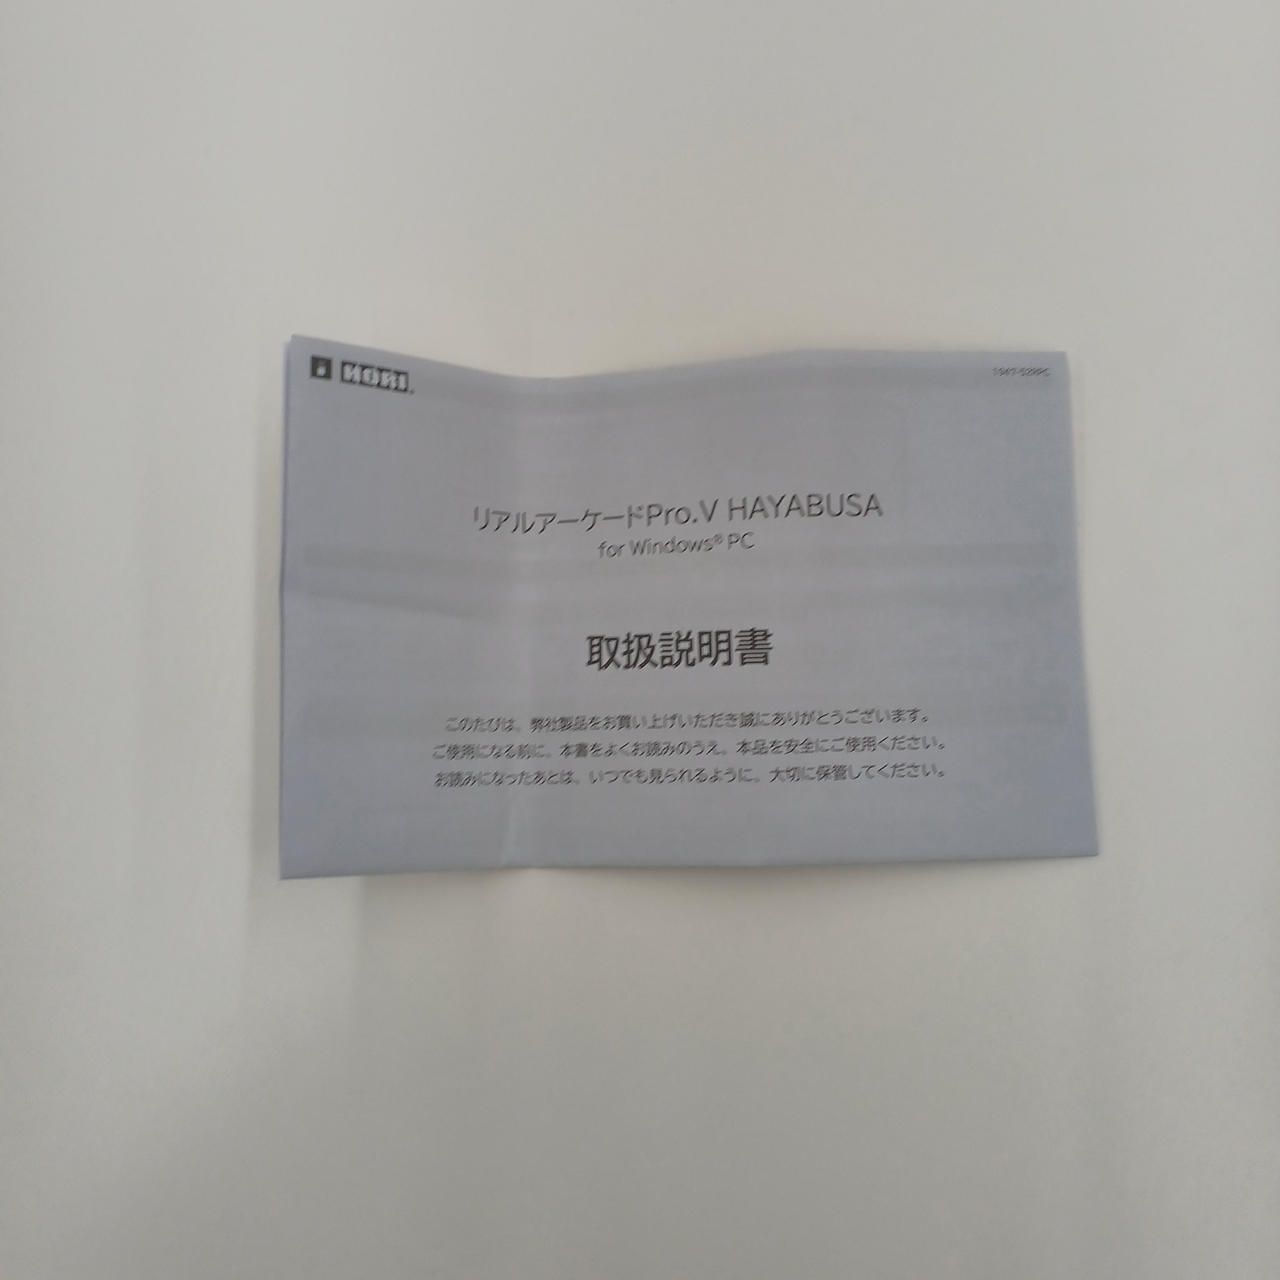 HORI
リアルアーケードPro.V HAYABUSA
for Windows® PC
取扱説明書
このたびは、弊社製品をお買い上げいただき誠にありがとうございます。
ご使用になる前に、本書をよくお読みのうえ、本品を安全にご使用ください。
お読みになったあとは、いつでも見られるように、大切に保管してください。